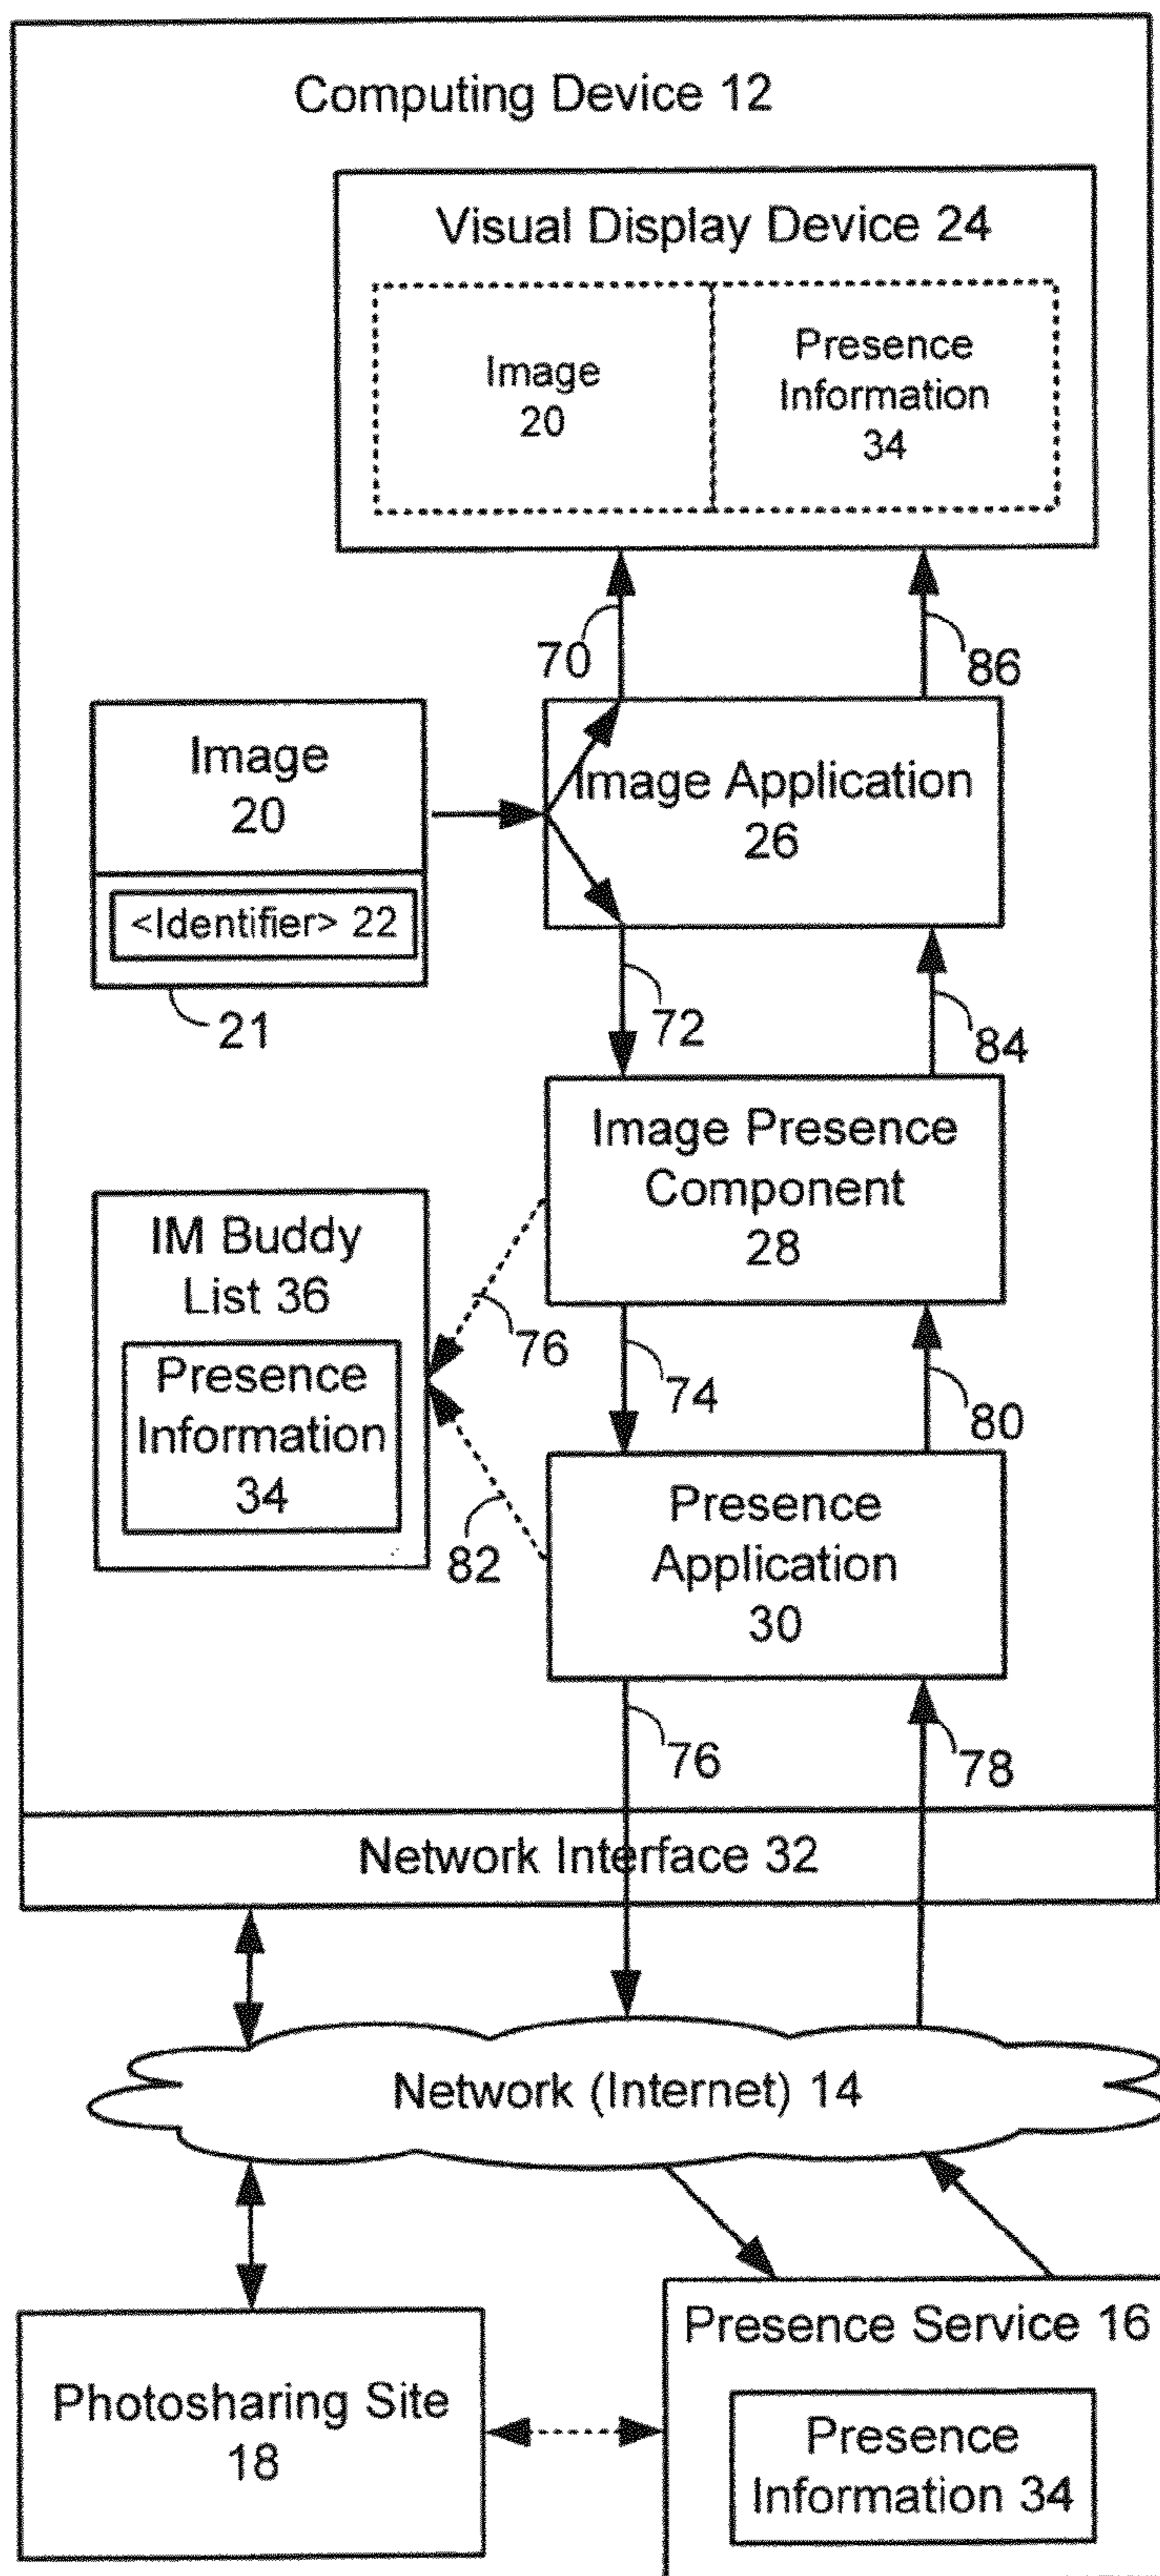 Computing Device 12
Visual Display Device 24
Image
20
Presence
Information
34
70
86
Image
20
<Identifier> 22
21
Image Application
26
72
84
Image Presence
Component
28
IM Buddy
List 36
Presence
Information
34
76
74
80
82
Presence
Application
30
76
78
Network Interface 32
Network (Internet) 14
Photosharing Site
18
Presence Service 16
Presence
Information 34